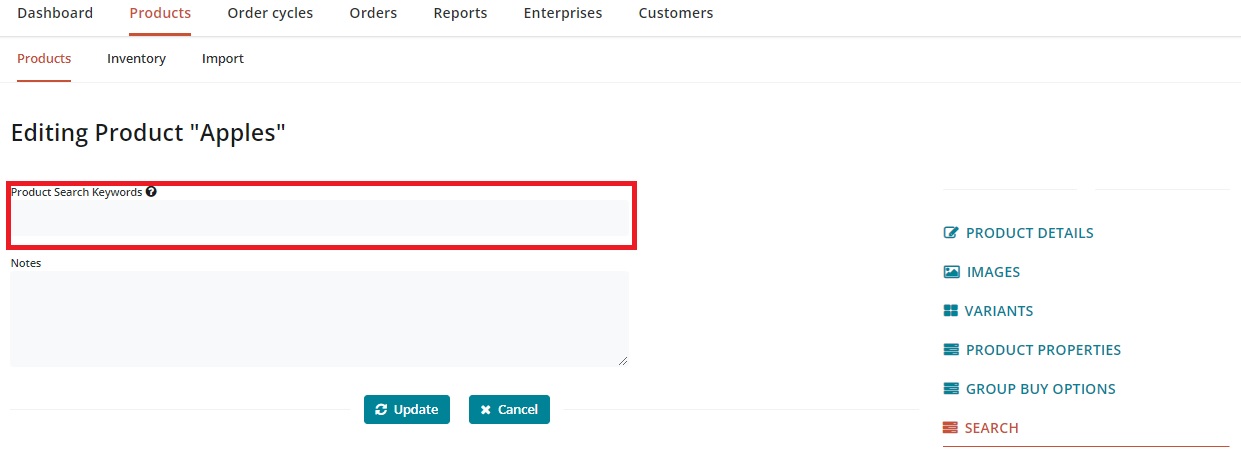 Dashboard Products Order cycles Orders Reports Enterprises Customers
Products Inventory Import
Editing Product "Apples"
Product Search Keywords
Notes
Update Cancel
PRODUCT DETAILS
IMAGES
VARIANTS
PRODUCT PROPERTIES
GROUP BUY OPTIONS
SEARCH